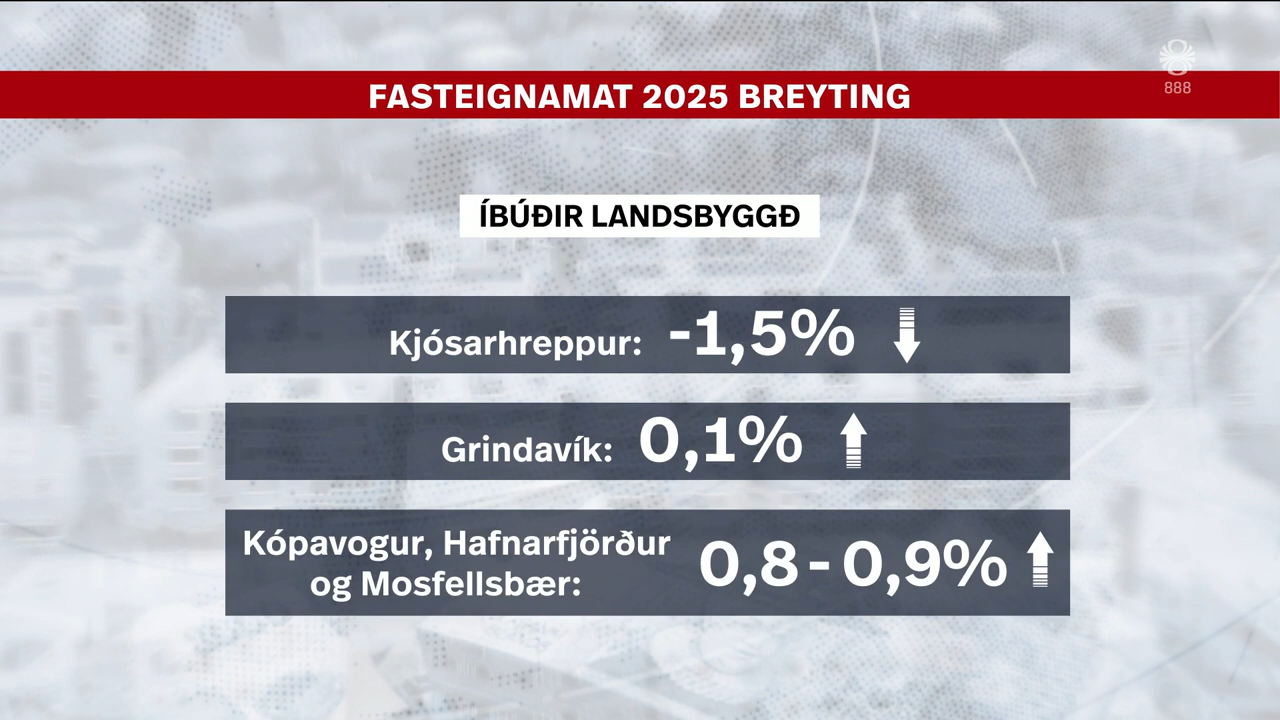 888
FASTEIGNAMAT 2025 BREYTING
ÍBÚÐIR LANDSBYGGÐ
Kjósarhreppur: -1,5%
Grindavík: 0,1%
Kópavogur, Hafnarfjörður
og Mosfellsbær: 0,8 - 0,9%